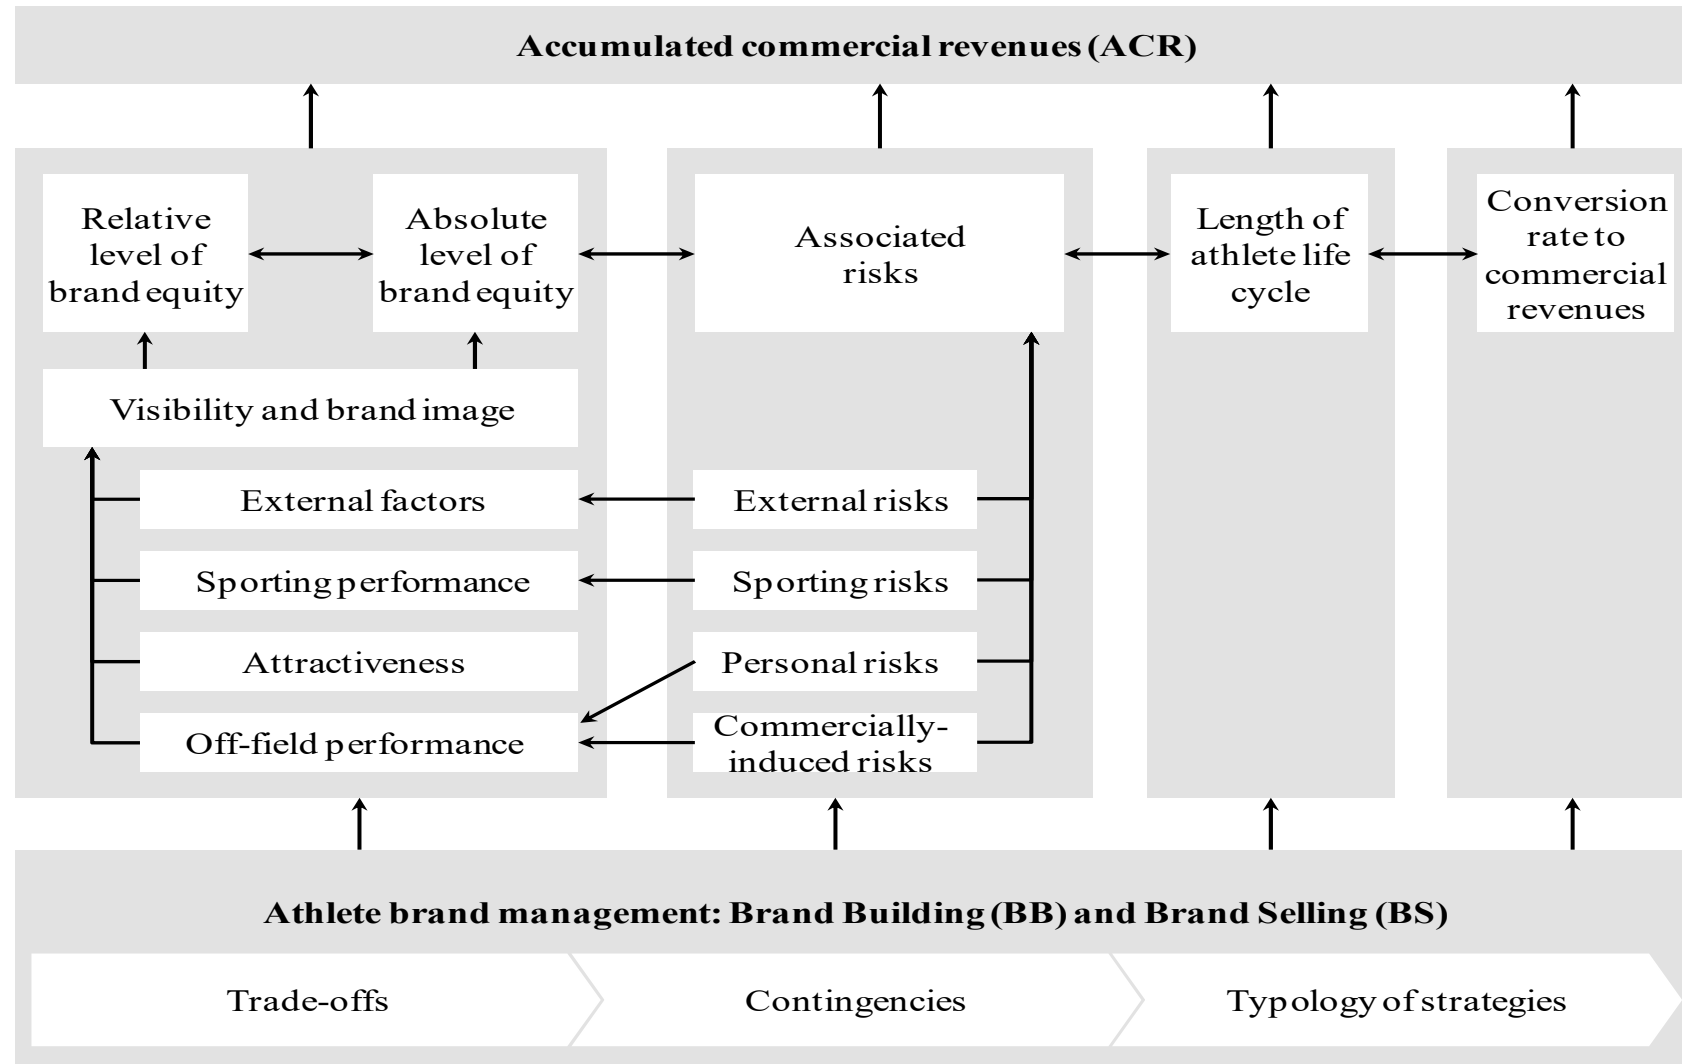 Accumulated commercial revenues (ACR)
Relative
level of
brand equity
Absolute
level of
brand equity
Associated
risks
Length of
athlete life
cycle
Conversion
rate to
commercial
revenues
Visibility and brand image
External factors
External risks
Sporting performance
Sporting risks
Attractiveness
Personal risks
Off-field performance
Commercially-
induced risks
Athlete brand management: Brand Building (BB) and Brand Selling (BS)
Trade-offs
Contingencies
Typology of strategies